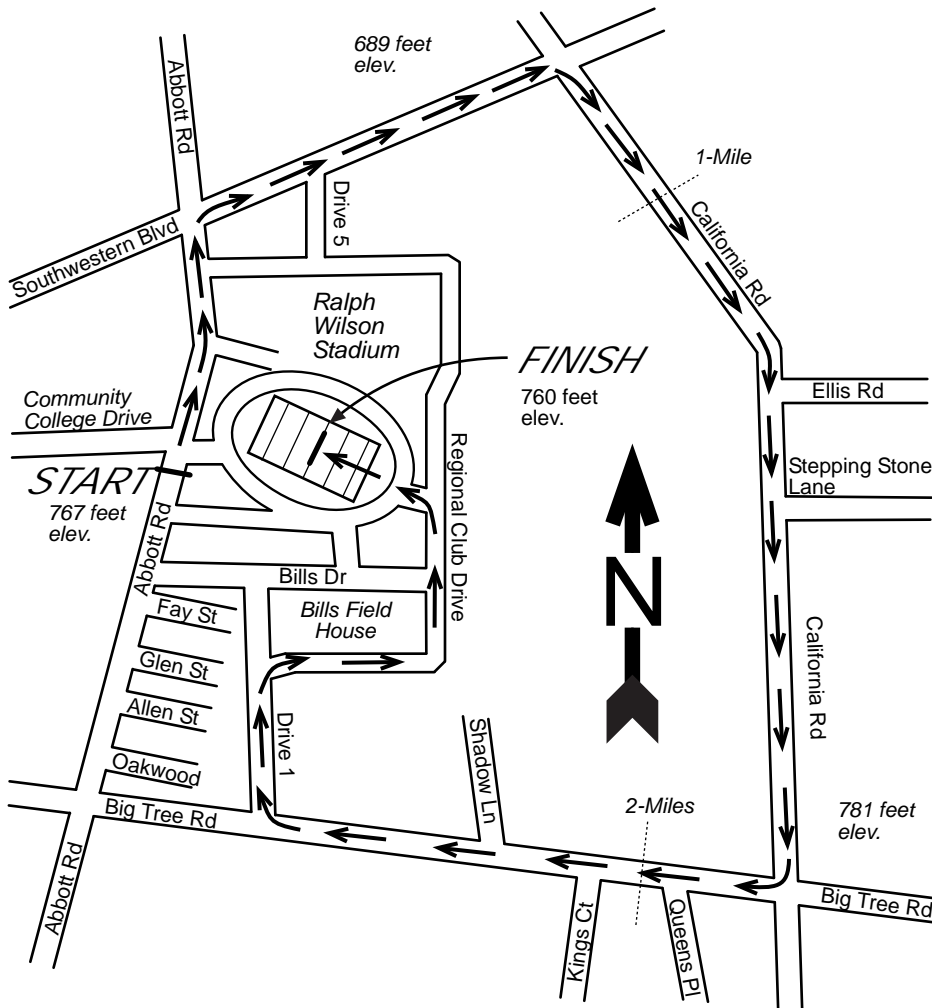 689 feet
elev.
Abbott Rd
1-Mile
Drive 5
California Rd
Southwestern Blvd
Ralph
Wilson
Stadium
FINISH
760 feet
elev.
Ellis Rd
Community
College Drive
Regional Club Drive
Stepping Stone
Lane
START
767 feet
elev.
Abbott Rd
Bills Dr
N
Fay St
Bills Field
House
California Rd
Glen St
Allen St
Drive 1
Shadow Ln
Oakwood
Big Tree Rd
2-Miles
781 feet
elev.
Abbott Rd
Kings Ct
Queens Pl
Big Tree Rd